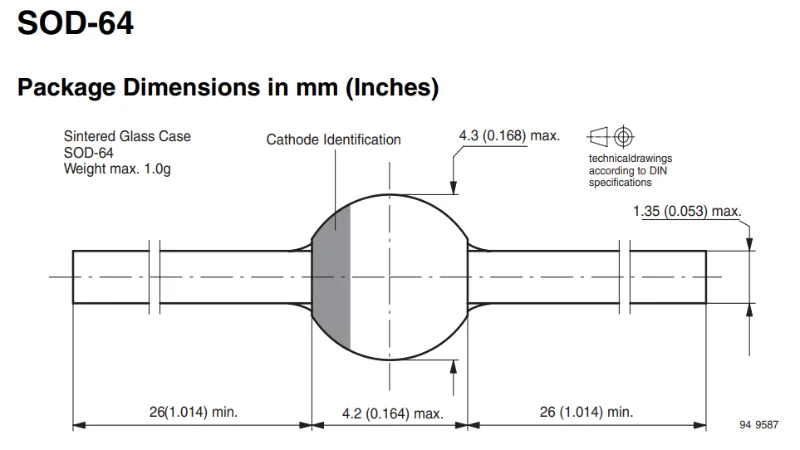 SOD-64
Package Dimensions in mm (Inches)
Sintered Glass Case
SOD-64
Weight max. 1.0g
Cathode Identification
4.3 (0.168) max.
technicaldrawings
according to DIN
specifications
1.35 (0.053) max.
26(1.014) min.
4.2 (0.164) max.
26 (1.014) min.
94 9587